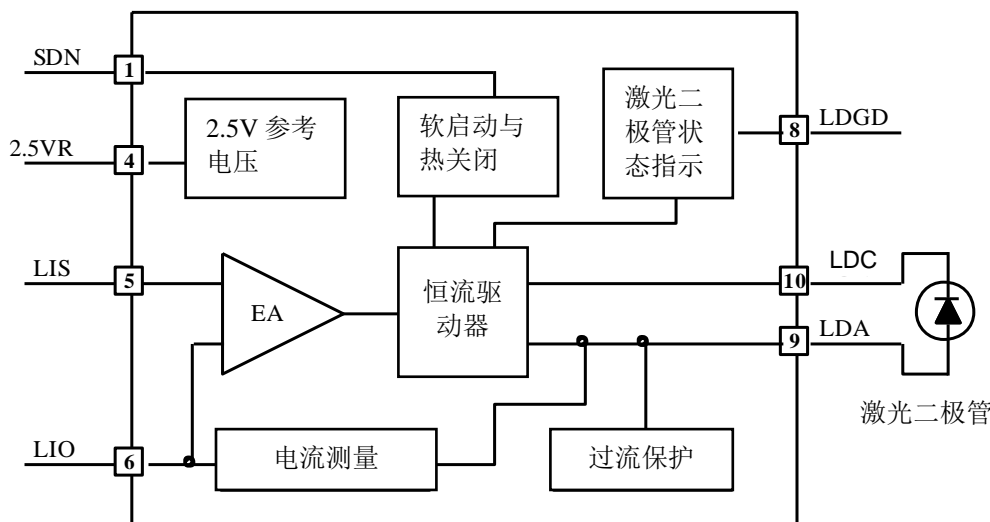 SDN
1
2.5VR
4
2.5V 参考
电压
软启动与
热关闭
激光二
极管状
态指示
8
LDGD
LIS
5
EA
恒流驱
动器
10
LDC
9
LDA
激光二极管
LIO
6
电流测量
过流保护